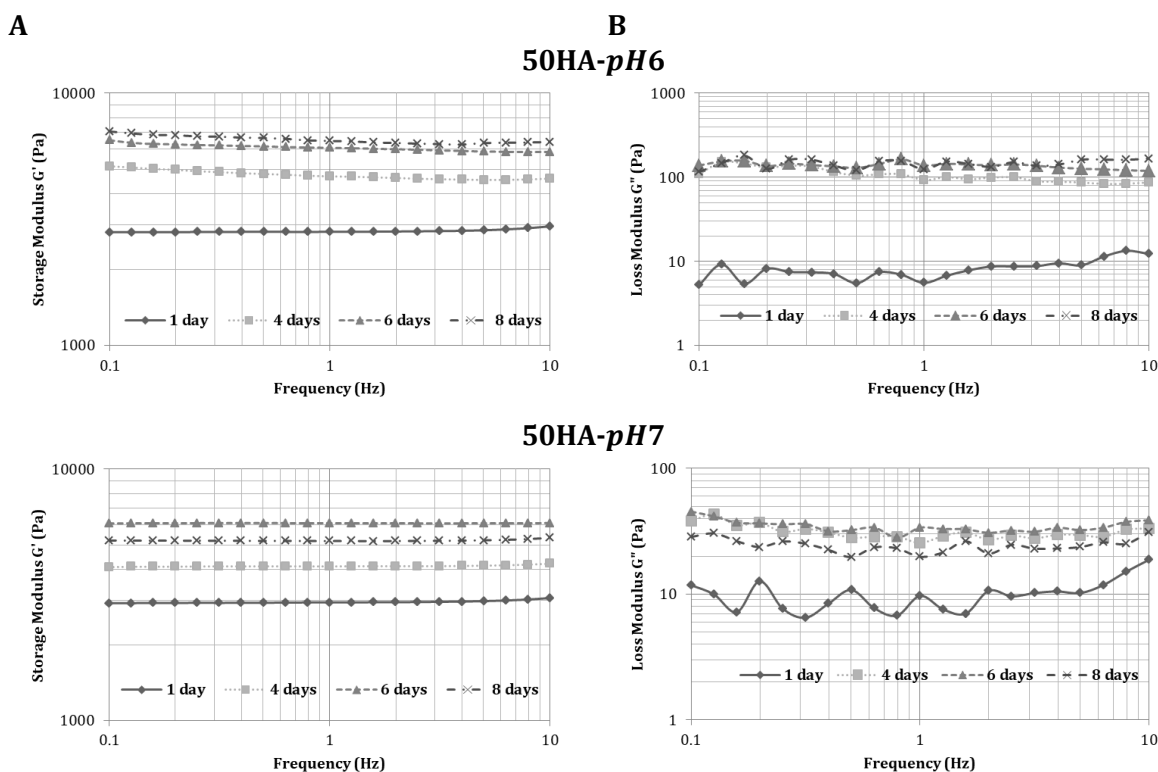 A
B
50HA-pH6
10000
1000
Storage Modulus G' (Pa)
1 day
4 days
6 days
8 days
0.1
1
10
Frequency (Hz)
1000
100
10
1
Loss Modulus G" (Pa)
1 day
4 days
6 days
8 days
0.1
1
10
Frequency (Hz)
50HA-pH7
10000
1000
Storage Modulus G' (Pa)
1 day
4 days
6 days
8 days
0.1
1
10
Frequency (Hz)
100
10
1
Loss Modulus G" (Pa)
1 day
4 days
6 days
8 days
0.1
1
10
Frequency (Hz)